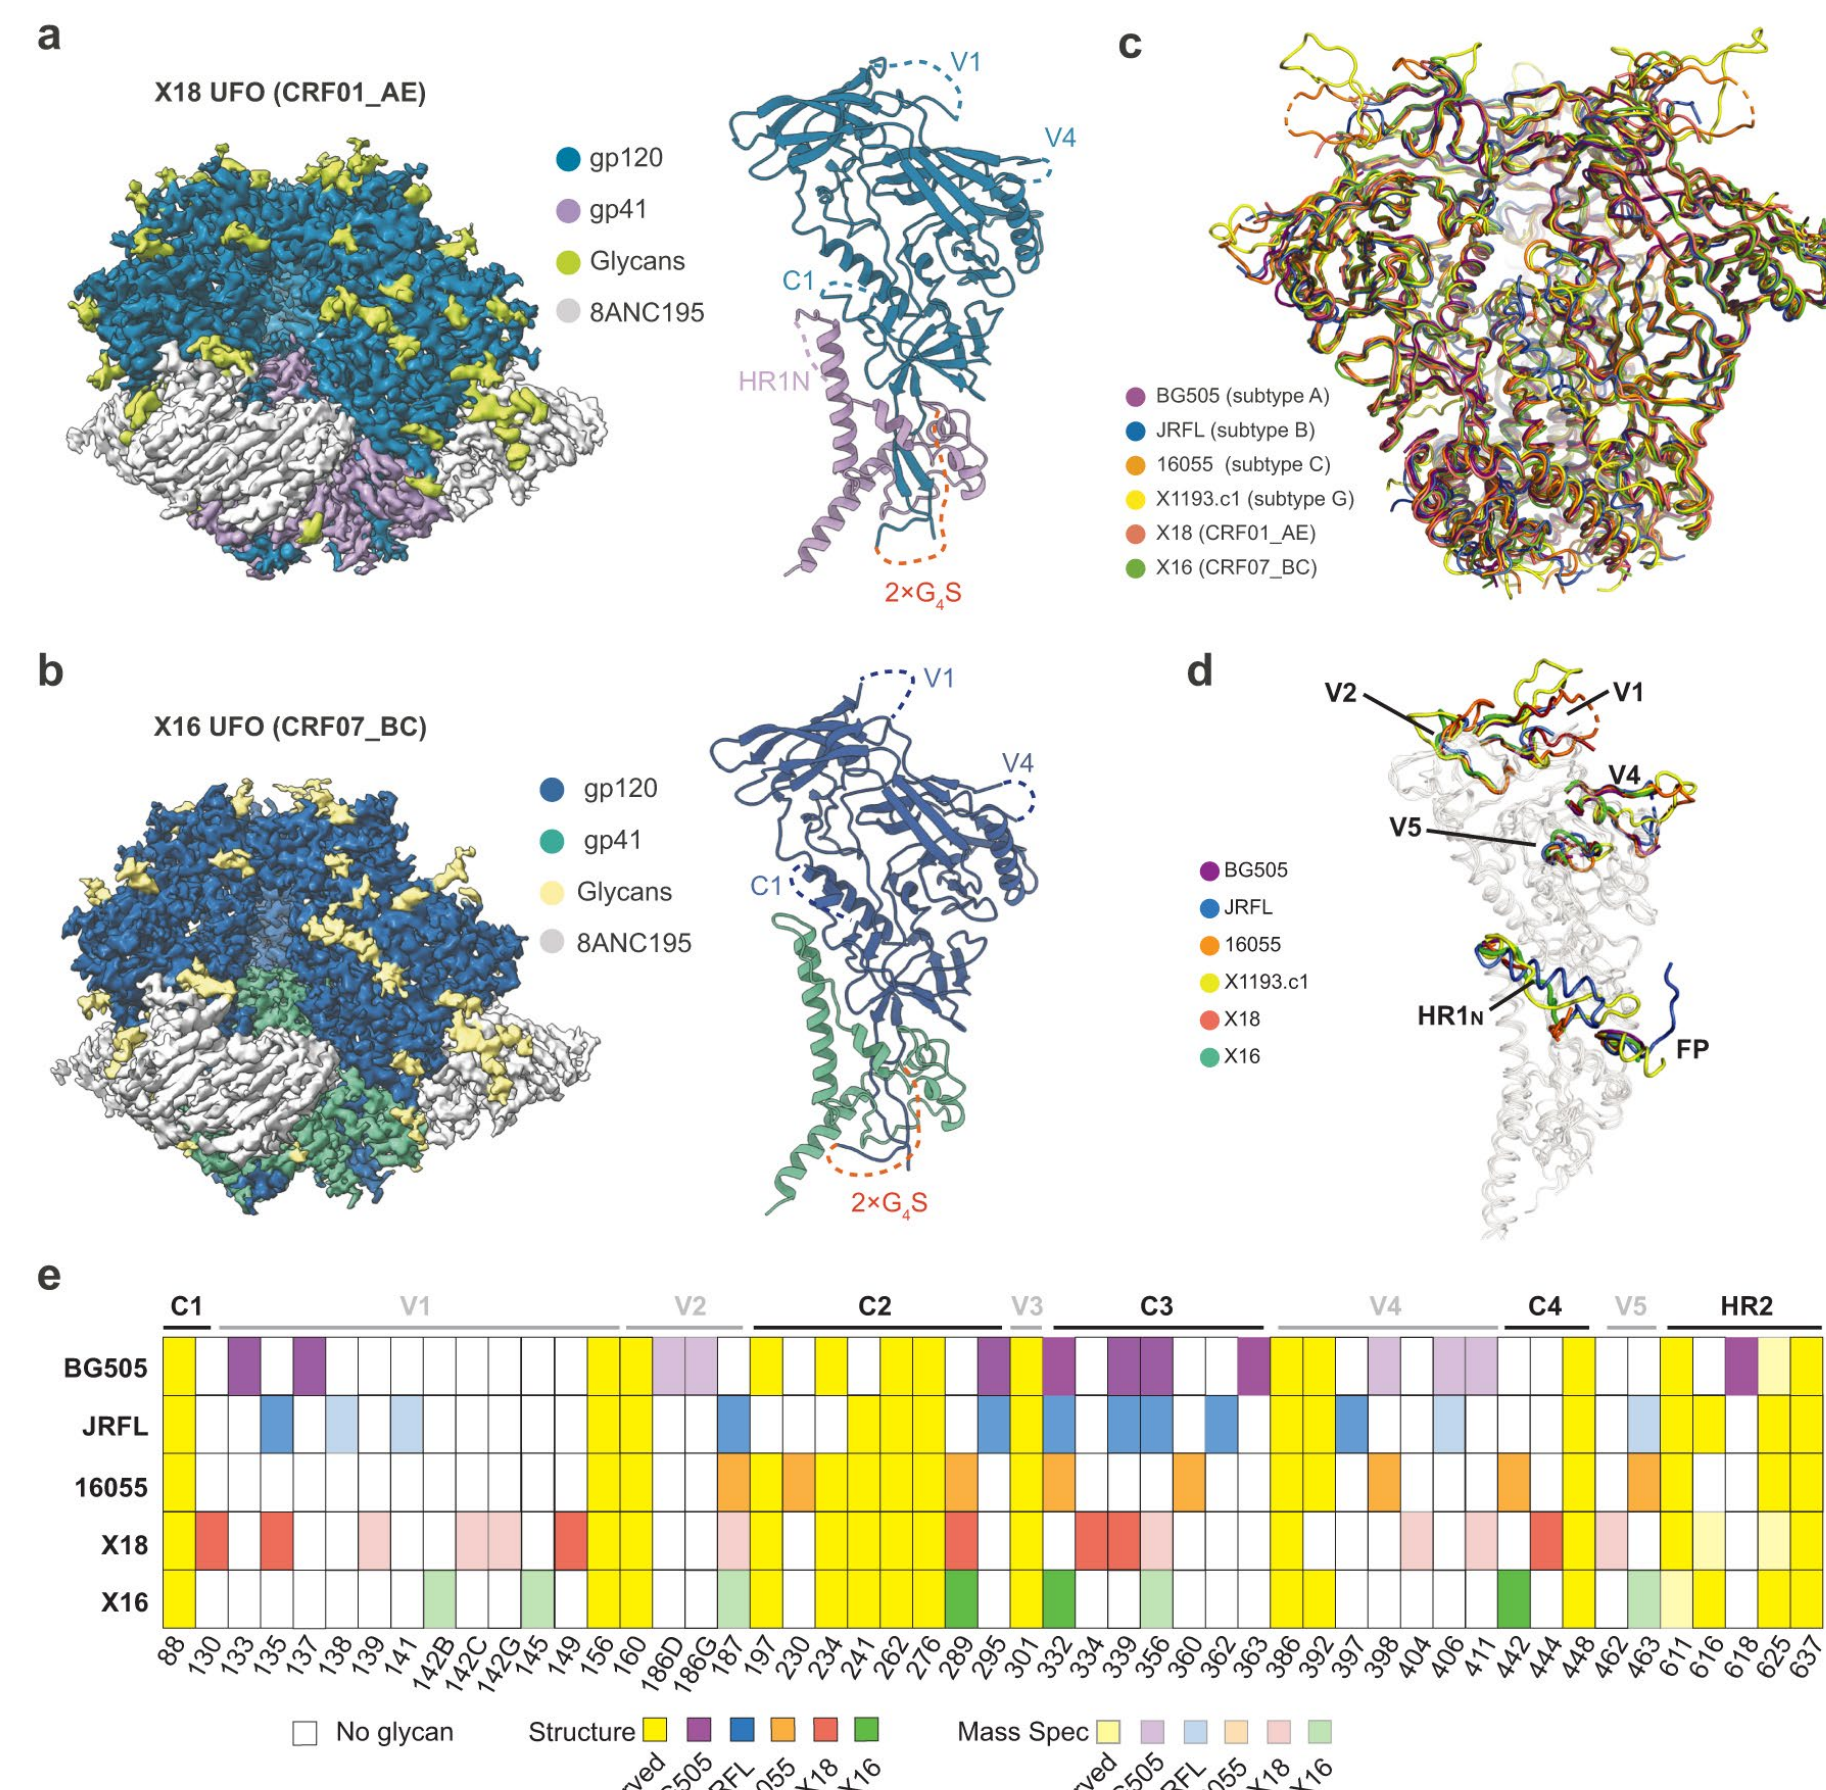 a
X18 UFO (CRF01_AE)
gp120
gp41
Glycans
8ANC195
V1
V4
C1
HR1N
2×G4S
c
BG505 (subtype A)
JRFL (subtype B)
16055 (subtype C)
X1193.c1 (subtype G)
X18 (CRF01_AE)
X16 (CRF07_BC)
b
X16 UFO (CRF07_BC)
gp120
gp41
Glycans
8ANC195
V1
V4
C1
2×G4S
d
V2
V1
V4
V5
HR1N
FP
BG505
JRFL
16055
X1193.c1
X18
X16
e
C1 V1 V2 C2 V3 C3 V4 C4 V5 HR2
BG505
JRFL
16055
X18
X16
88 130 133 135 137 138 139 141 142B 142C 142G 145 149 156 160 186D 186G 187 197 230 234 241 262 276 289 295 301 332 334 339 356 360 362 363 386 392 397 398 404 406 411 442 444 448 462 463 611 616 618 625 637
No glycan Structure Mass Spec
X18 X16 X18 X16